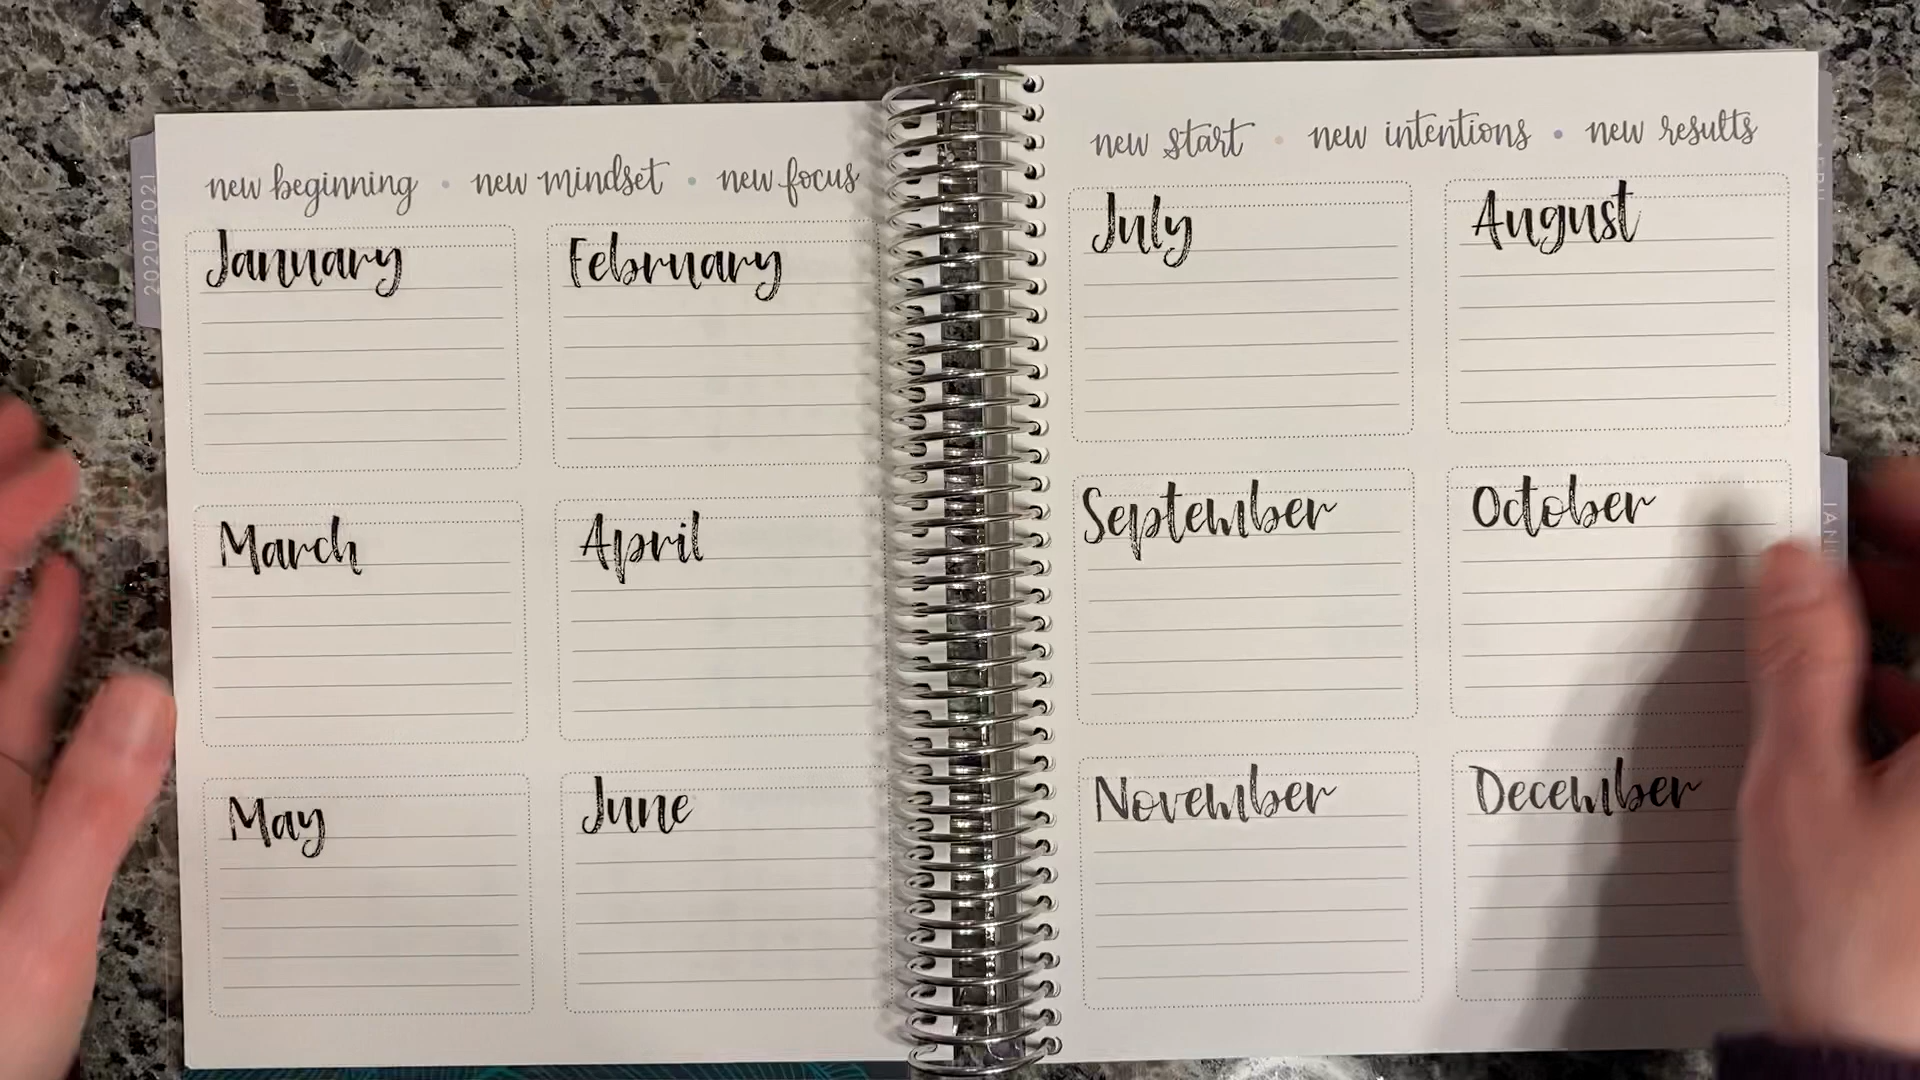 new beginning • new mindset • new focus
January
February
March
April
May
June
2020/2021
new start • new intentions • new results
July
August
September
October
November
December